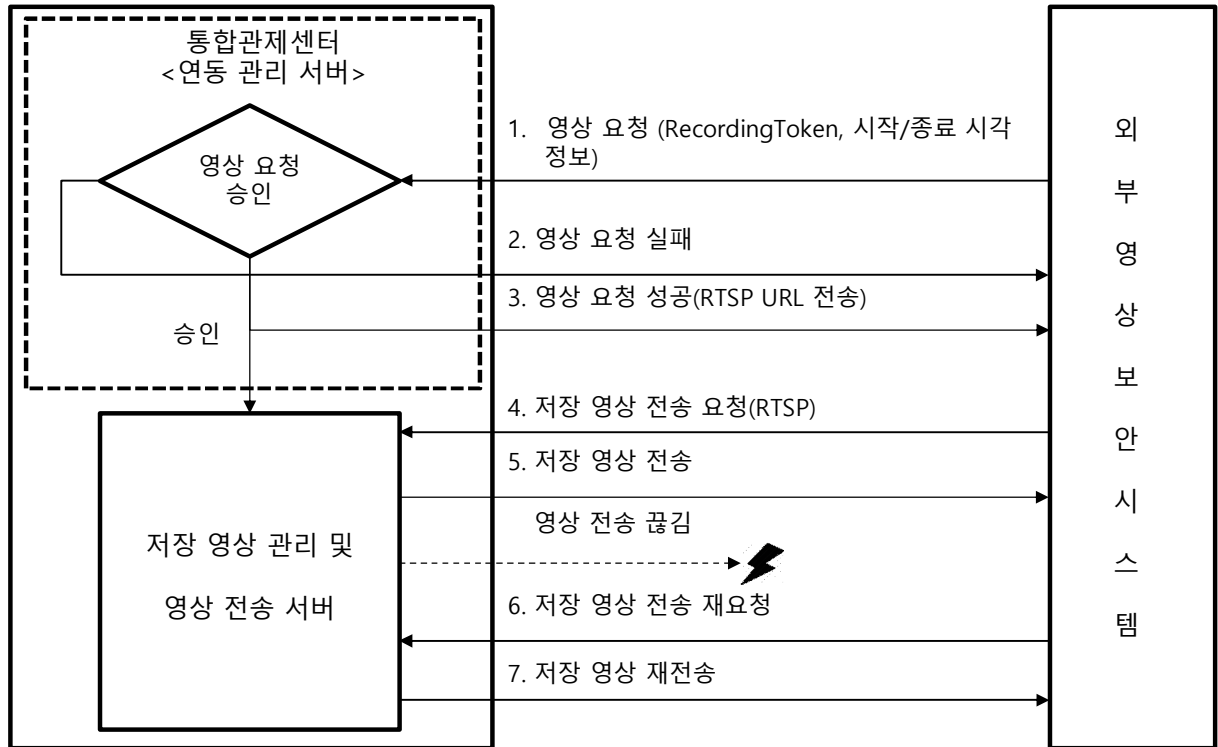 통합관제센터
<연동 관리 서버>
영상 요청
승인
승인
1. 영상 요청 (RecordingToken, 시작/종료 시각
정보)
2. 영상 요청 실패
3. 영상 요청 성공(RTSP URL 전송)
4. 저장 영상 전송 요청(RTSP)
5. 저장 영상 전송
영상 전송 끊김
6. 저장 영상 전송 재요청
7. 저장 영상 재전송
저장 영상 관리 및
영상 전송 서버
외
부
영
상
보
안
시
스
템